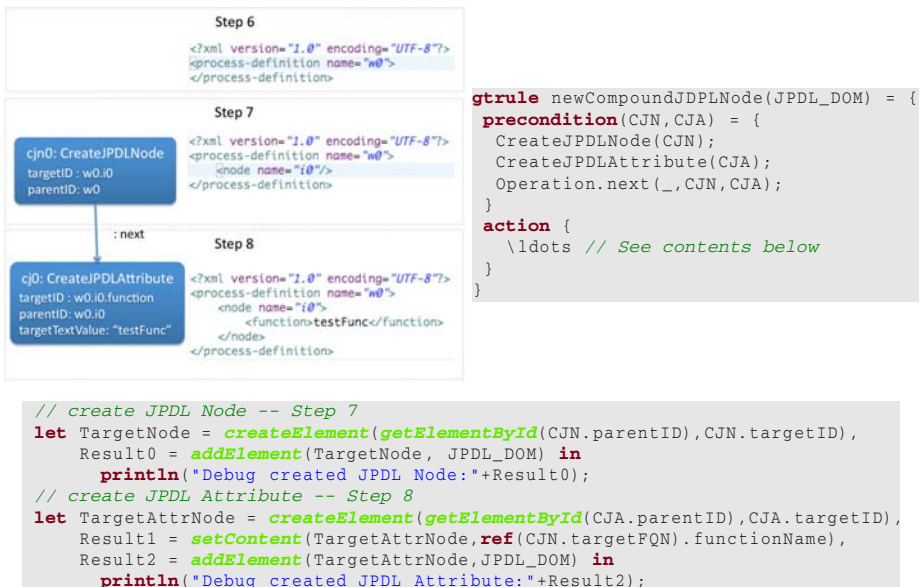 Step 6
<?xml version="1.0" encoding="UTF-8"?>
<process-definition name="w0">
</process-definition>
Step 7
cjn0: CreateJPDLNode
targetID : w0.i0
parentID: w0
<?xml version="1.0" encoding="UTF-8"?>
<process-definition name="w0">
<node name="i0"/>
</process-definition>
: next
Step 8
cj0: CreateJPDLAttribute
targetID : w0.i0.function
parentID: w0.i0
targetTextValue: "testFunc"
<?xml version="1.0" encoding="UTF-8"?>
<process-definition name="w0">
<node name="i0">
<function>testFunc</function>
</node>
</process-definition>
gtrule newCompoundJDPLNode(JPDL_DOM) = {
precondition(CJN,CJA) = {
CreateJPDLNode(CJN);
CreateJPDLAttribute(CJA);
Operation.next(_,CJN,CJA);
}
action {
\ldots // See contents below
}
}
// create JPDL Node -- Step 7
let TargetNode = createElement(getElementById(CJN.parentID),CJN.targetID),
Result0 = addElement(TargetNode, JPDL_DOM) in
println("Debug created JPDL Node:"+Result0);
// create JPDL Attribute -- Step 8
let TargetAttrNode = createElement(getElementById(CJA.parentID),CJA.targetID),
Result1 = setContent(TargetAttrNode,ref(CJN.targetFQN).functionName),
Result2 = addElement(TargetAttrNode,JPDL_DOM) in
println("Debug created JPDL Attribute:"+Result2);